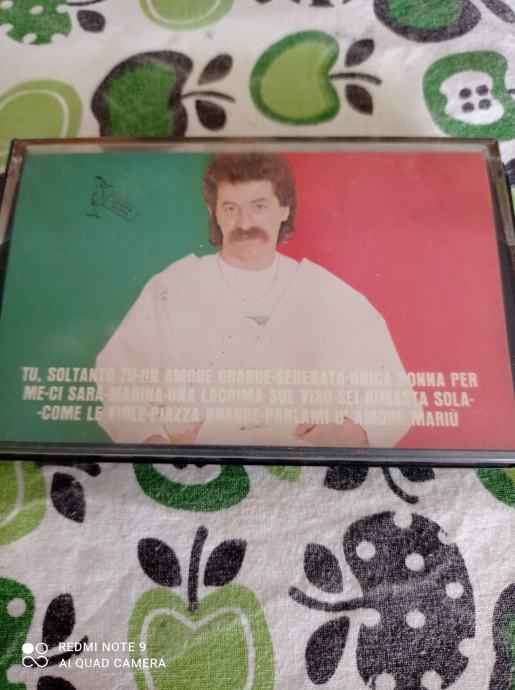 TU, SOLTANTO TU-UN AMORE GRANDE-SERENATA-UNICA DONNA PER
ME-CI SARÀ-MARINA-UNA LACRIMA SUL VISO-SEI RIMASTA SOLA-
-COME LE VIOLE-PIAZZA GRANDE-PARLAMI D' AMORE MARIÙ
REDMI NOTE 9
AI QUAD CAMERA